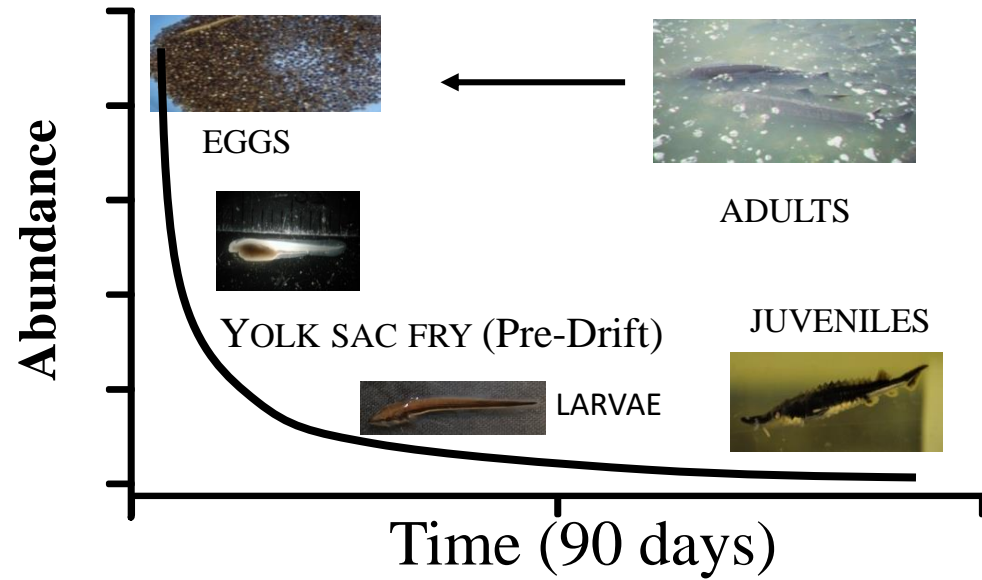 Abundance
EGGS
ADULTS
YOLK SAC FRY (Pre-Drift)
JUVENILES
LARVAE
Time (90 days)